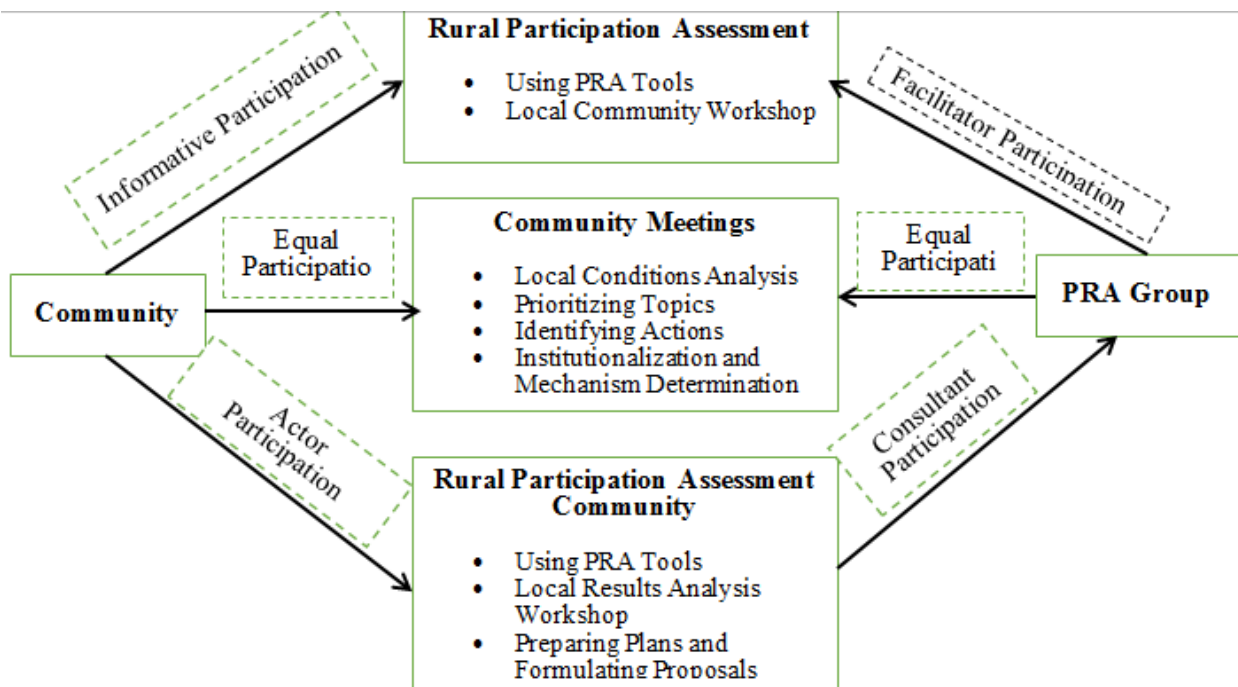 Rural Participation Assessment
• Using PRA Tools
• Local Community Workshop
Informative Participation
Facilitator Participation
Equal
Participatio
Community Meetings
• Local Conditions Analysis
• Prioritizing Topics
• Identifying Actions
• Institutionalization and
Mechanism Determination
Equal
Participati
Community
PRA Group
Actor
Participation
Consultant
Participation
Rural Participation Assessment
Community
• Using PRA Tools
• Local Results Analysis
Workshop
• Preparing Plans and
Formulating Proposals